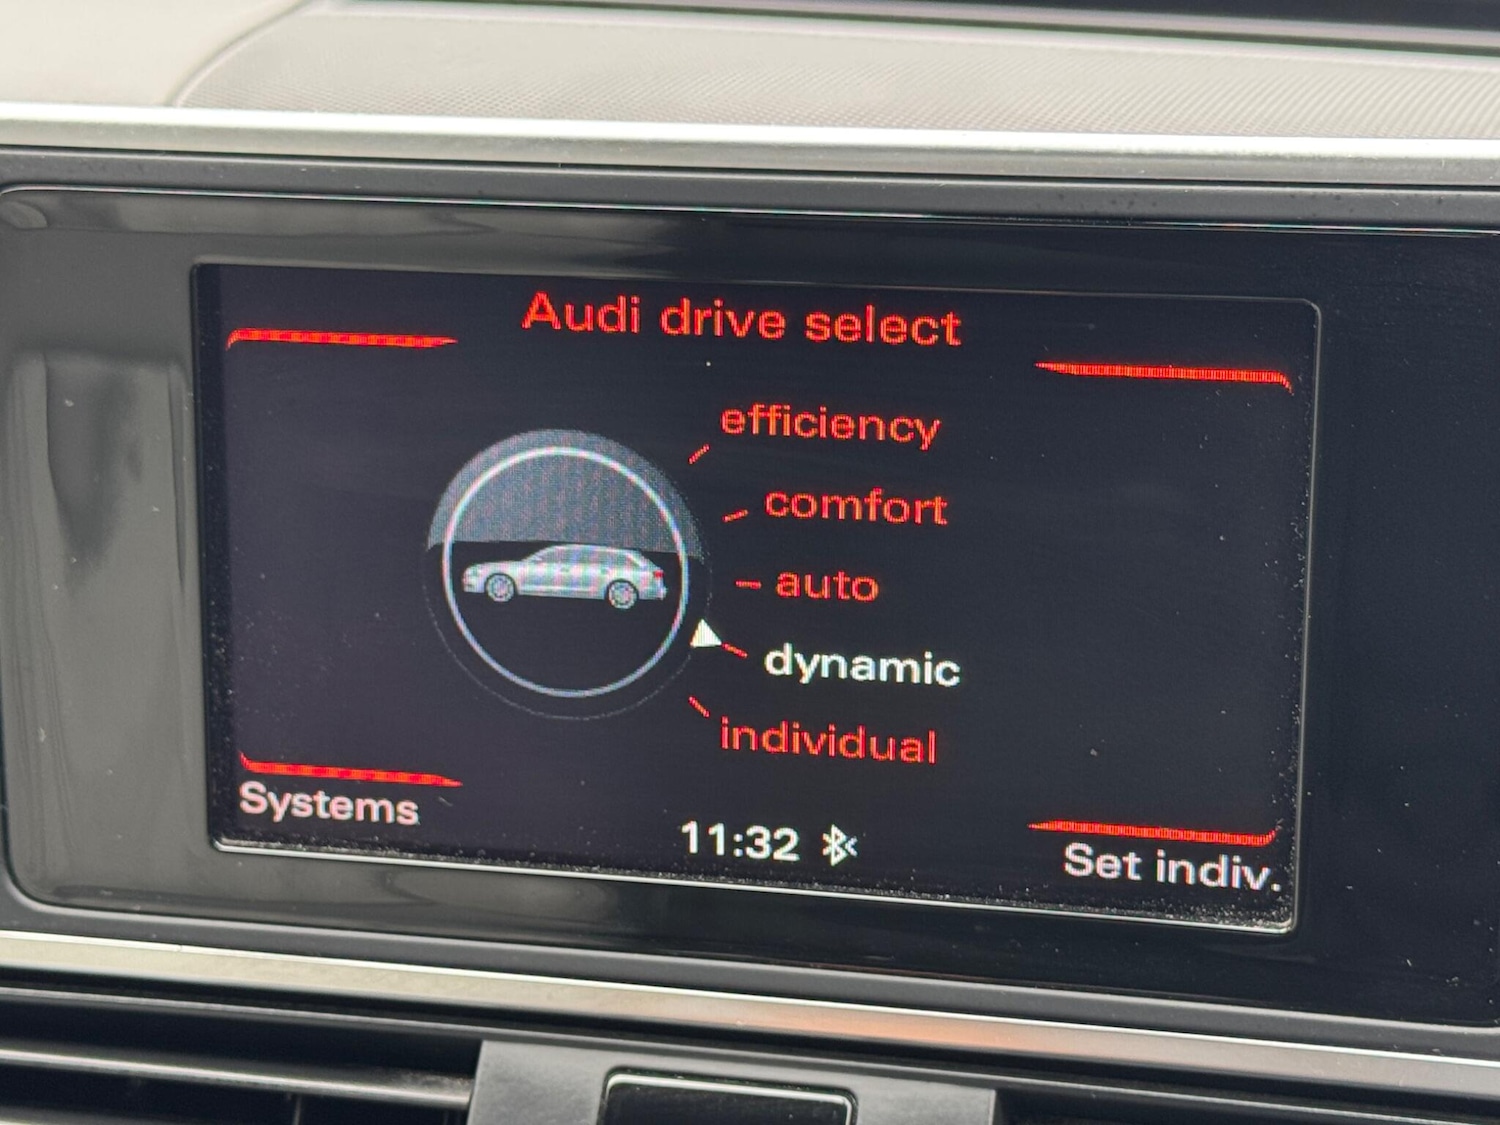 Audi drive select
efficiency
comfort
auto
dynamic
individual
Systems
11:32
Set indiv.